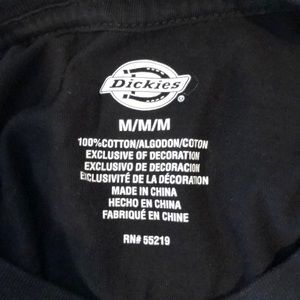 Dickies®
M/M/M
100%COTTON/ALGODON/COTON
EXCLUSIVE OF DECORATION
EXCLUSIVO DE DECORACION
EXCLUSIVITÉ DE LA DÉCORATION
MADE IN CHINA
HECHO EN CHINA
FABRIQUÉ EN CHINE
RN# 55219